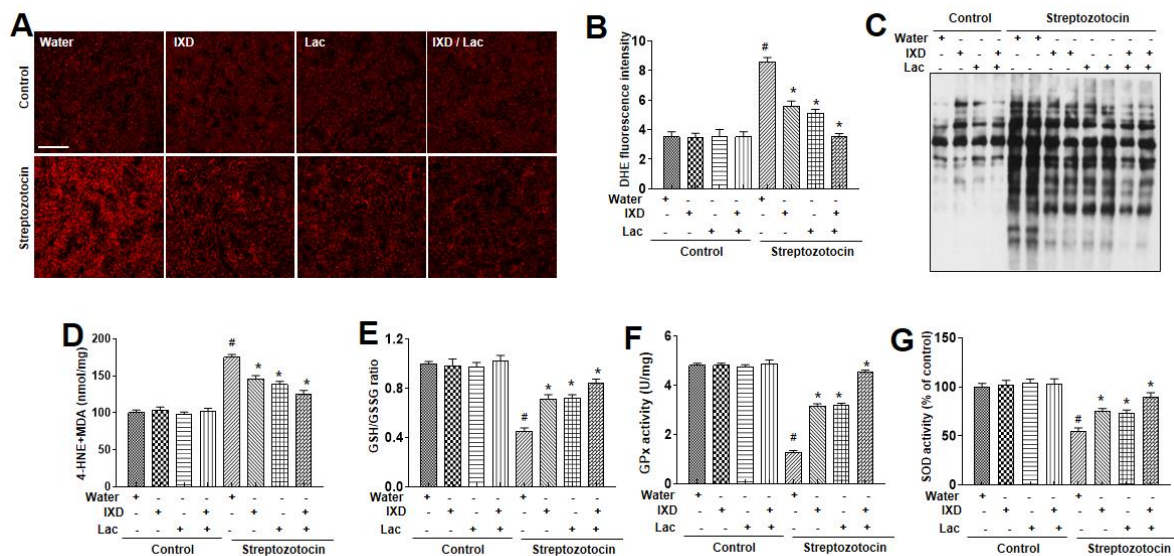 A
Water
IXD
Lac
IXD / Lac
Control
Streptozotocin
B
DHE fluorescence intensity
10
8
6
4
2
0
#
*
*
*
Water + - - - + - - -
IXD - + - + - + - +
Lac - - + + - - + +
Control
Streptozotocin
C
Control
Streptozotocin
Water + - - - + + - - - - - -
IXD - + - + - - + + - - + +
Lac - - + + - - - - + + + +
D
4-HNE+MDA (nmol/mg)
200
150
100
50
0
#
*
*
*
Water + - - - + - - -
IXD - + - + - + - +
Lac - - + + - - + +
Control
Streptozotocin
E
GSH/GSSG ratio
1.2
0.8
0.4
0.0
#
*
*
*
Water + - - - + - - -
IXD - + - + - + - +
Lac - - + + - - + +
Control
Streptozotocin
F
GPx activity (U/mg)
6
4
2
0
#
*
*
*
Water + - - - + - - -
IXD - + - + - + - +
Lac - - + + - - + +
Control
Streptozotocin
G
SOD activity (% of control)
150
100
50
0
#
*
*
*
Water + - - - + - - -
IXD - + - + - + - +
Lac - - + + - - + +
Control
Streptozotocin